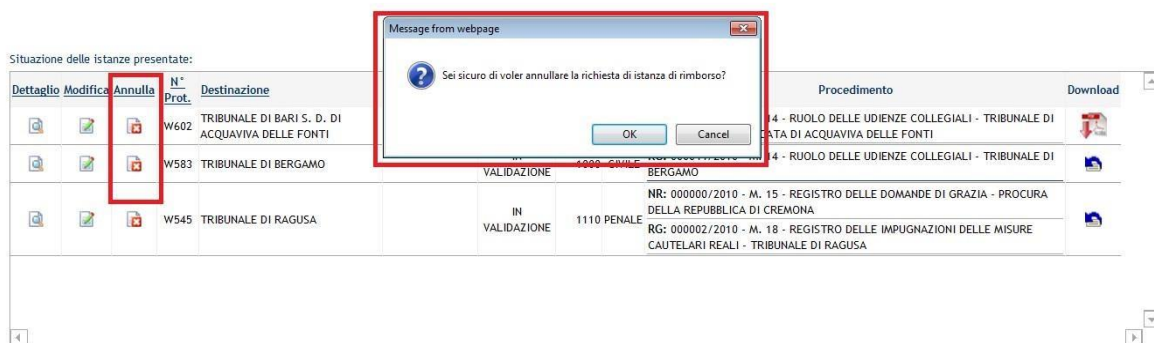 Message from webpage
Sei sicuro di voler annullare la richiesta di istanza di rimborso?
OK Cancel
Situazione delle istanze presentate:
Dettaglio Modifica Annulla N° Prot. Destinazione Procedimento Download
W602 TRIBUNALE DI BARI S. D. DI
ACQUAVIVA DELLE FONTI
14 - RUOLO DELLE UDIENZE COLLEGIALI - TRIBUNALE DI
DI ACQUAVIVA DELLE FONTI
W583 TRIBUNALE DI BERGAMO
VALIDAZIONE
14 - RUOLO DELLE UDIENZE COLLEGIALI - TRIBUNALE DI
BERGAMO
W545 TRIBUNALE DI RAGUSA
IN
VALIDAZIONE
1110 PENALE
NR: 000000/2010 - M. 15 - REGISTRO DELLE DOMANDE DI GRAZIA - PROCURA
DELLA REPUBBLICA DI CREMONA
RG: 000002/2010 - M. 18 - REGISTRO DELLE IMPUGNAZIONI DELLE MISURE
CAUTELARI REALI - TRIBUNALE DI RAGUSA